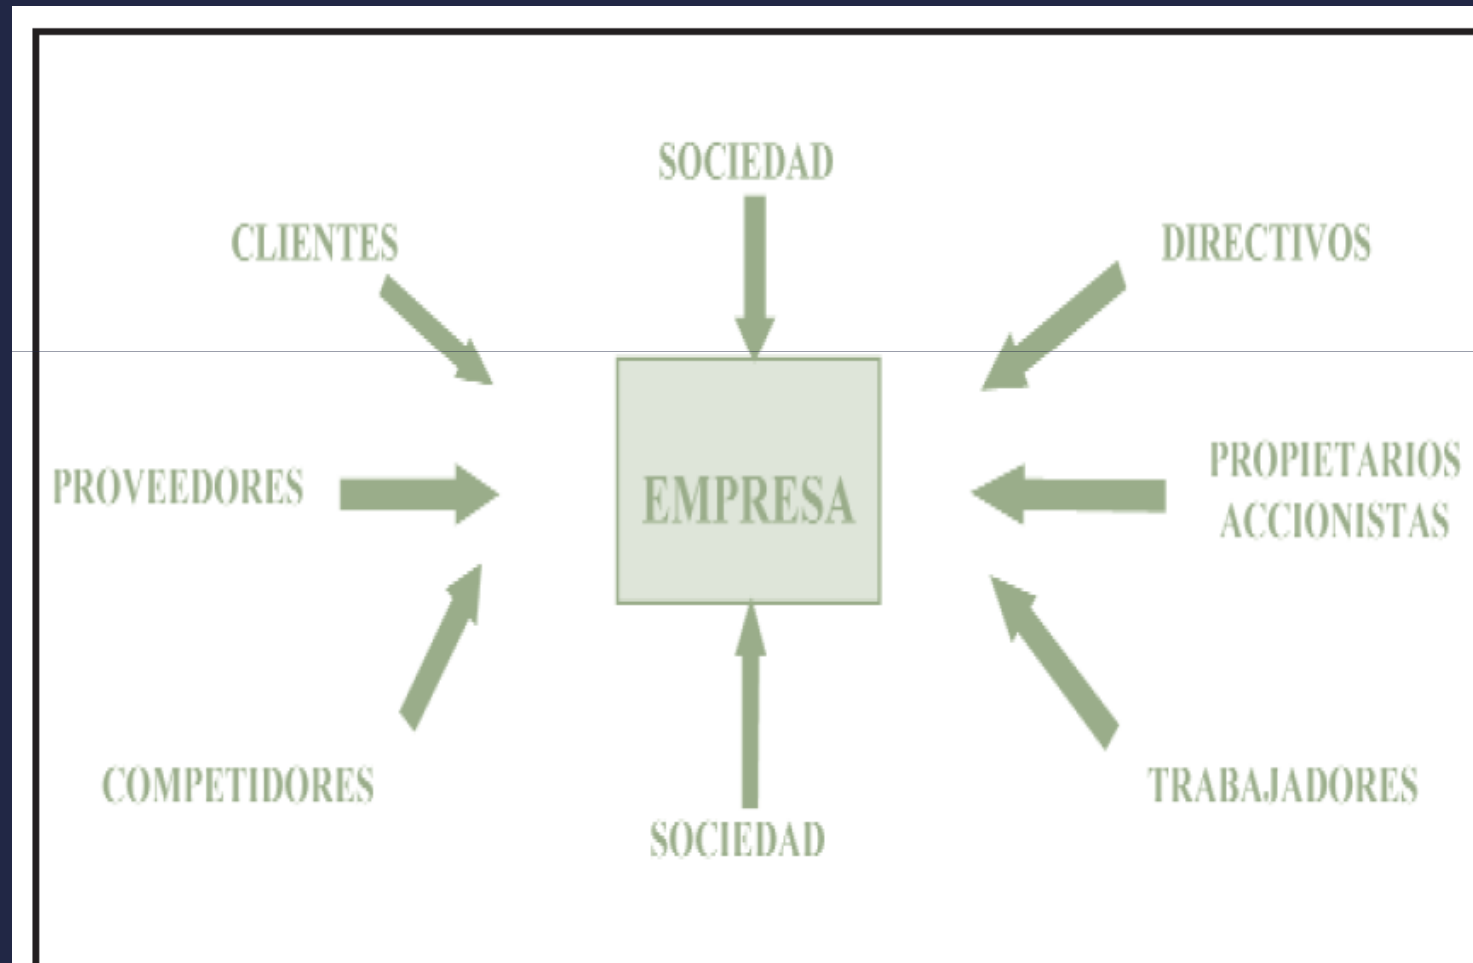 SOCIEDAD
CLIENTES
DIRECTIVOS
PROVEEDORES
EMPRESA
PROPIETARIOS
ACCIONISTAS
COMPETIDORES
TRABAJADORES
SOCIEDAD